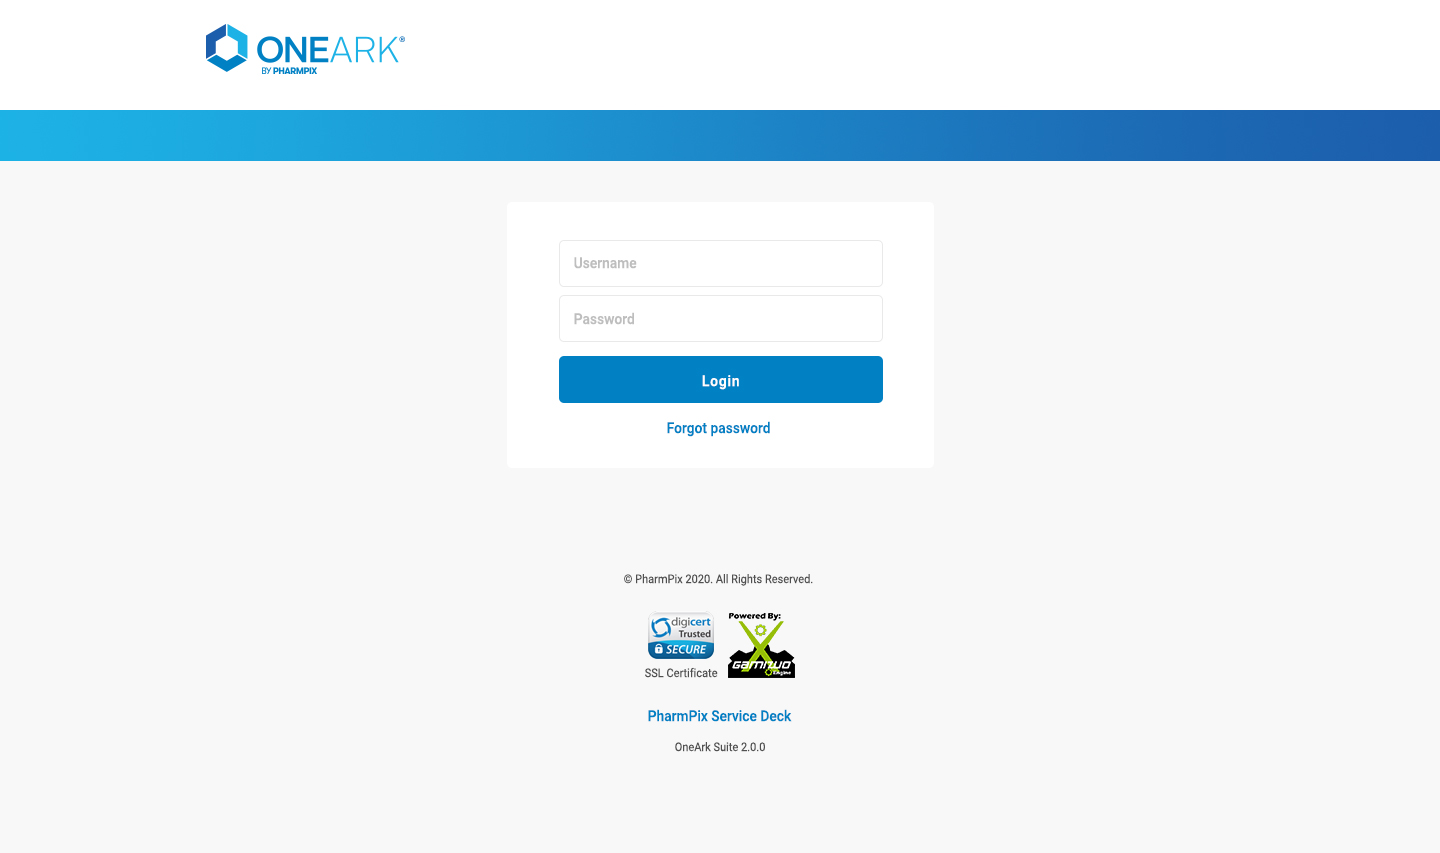 ONEARK®
BY PHARMPIX
Username
Password
Login
Forgot password
© PharmPix 2020. All Rights Reserved.
digicert
Trusted
SECURE
SSL Certificate
Powered By:
gaminuo
engine
PharmPix Service Deck
OneArk Suite 2.0.0